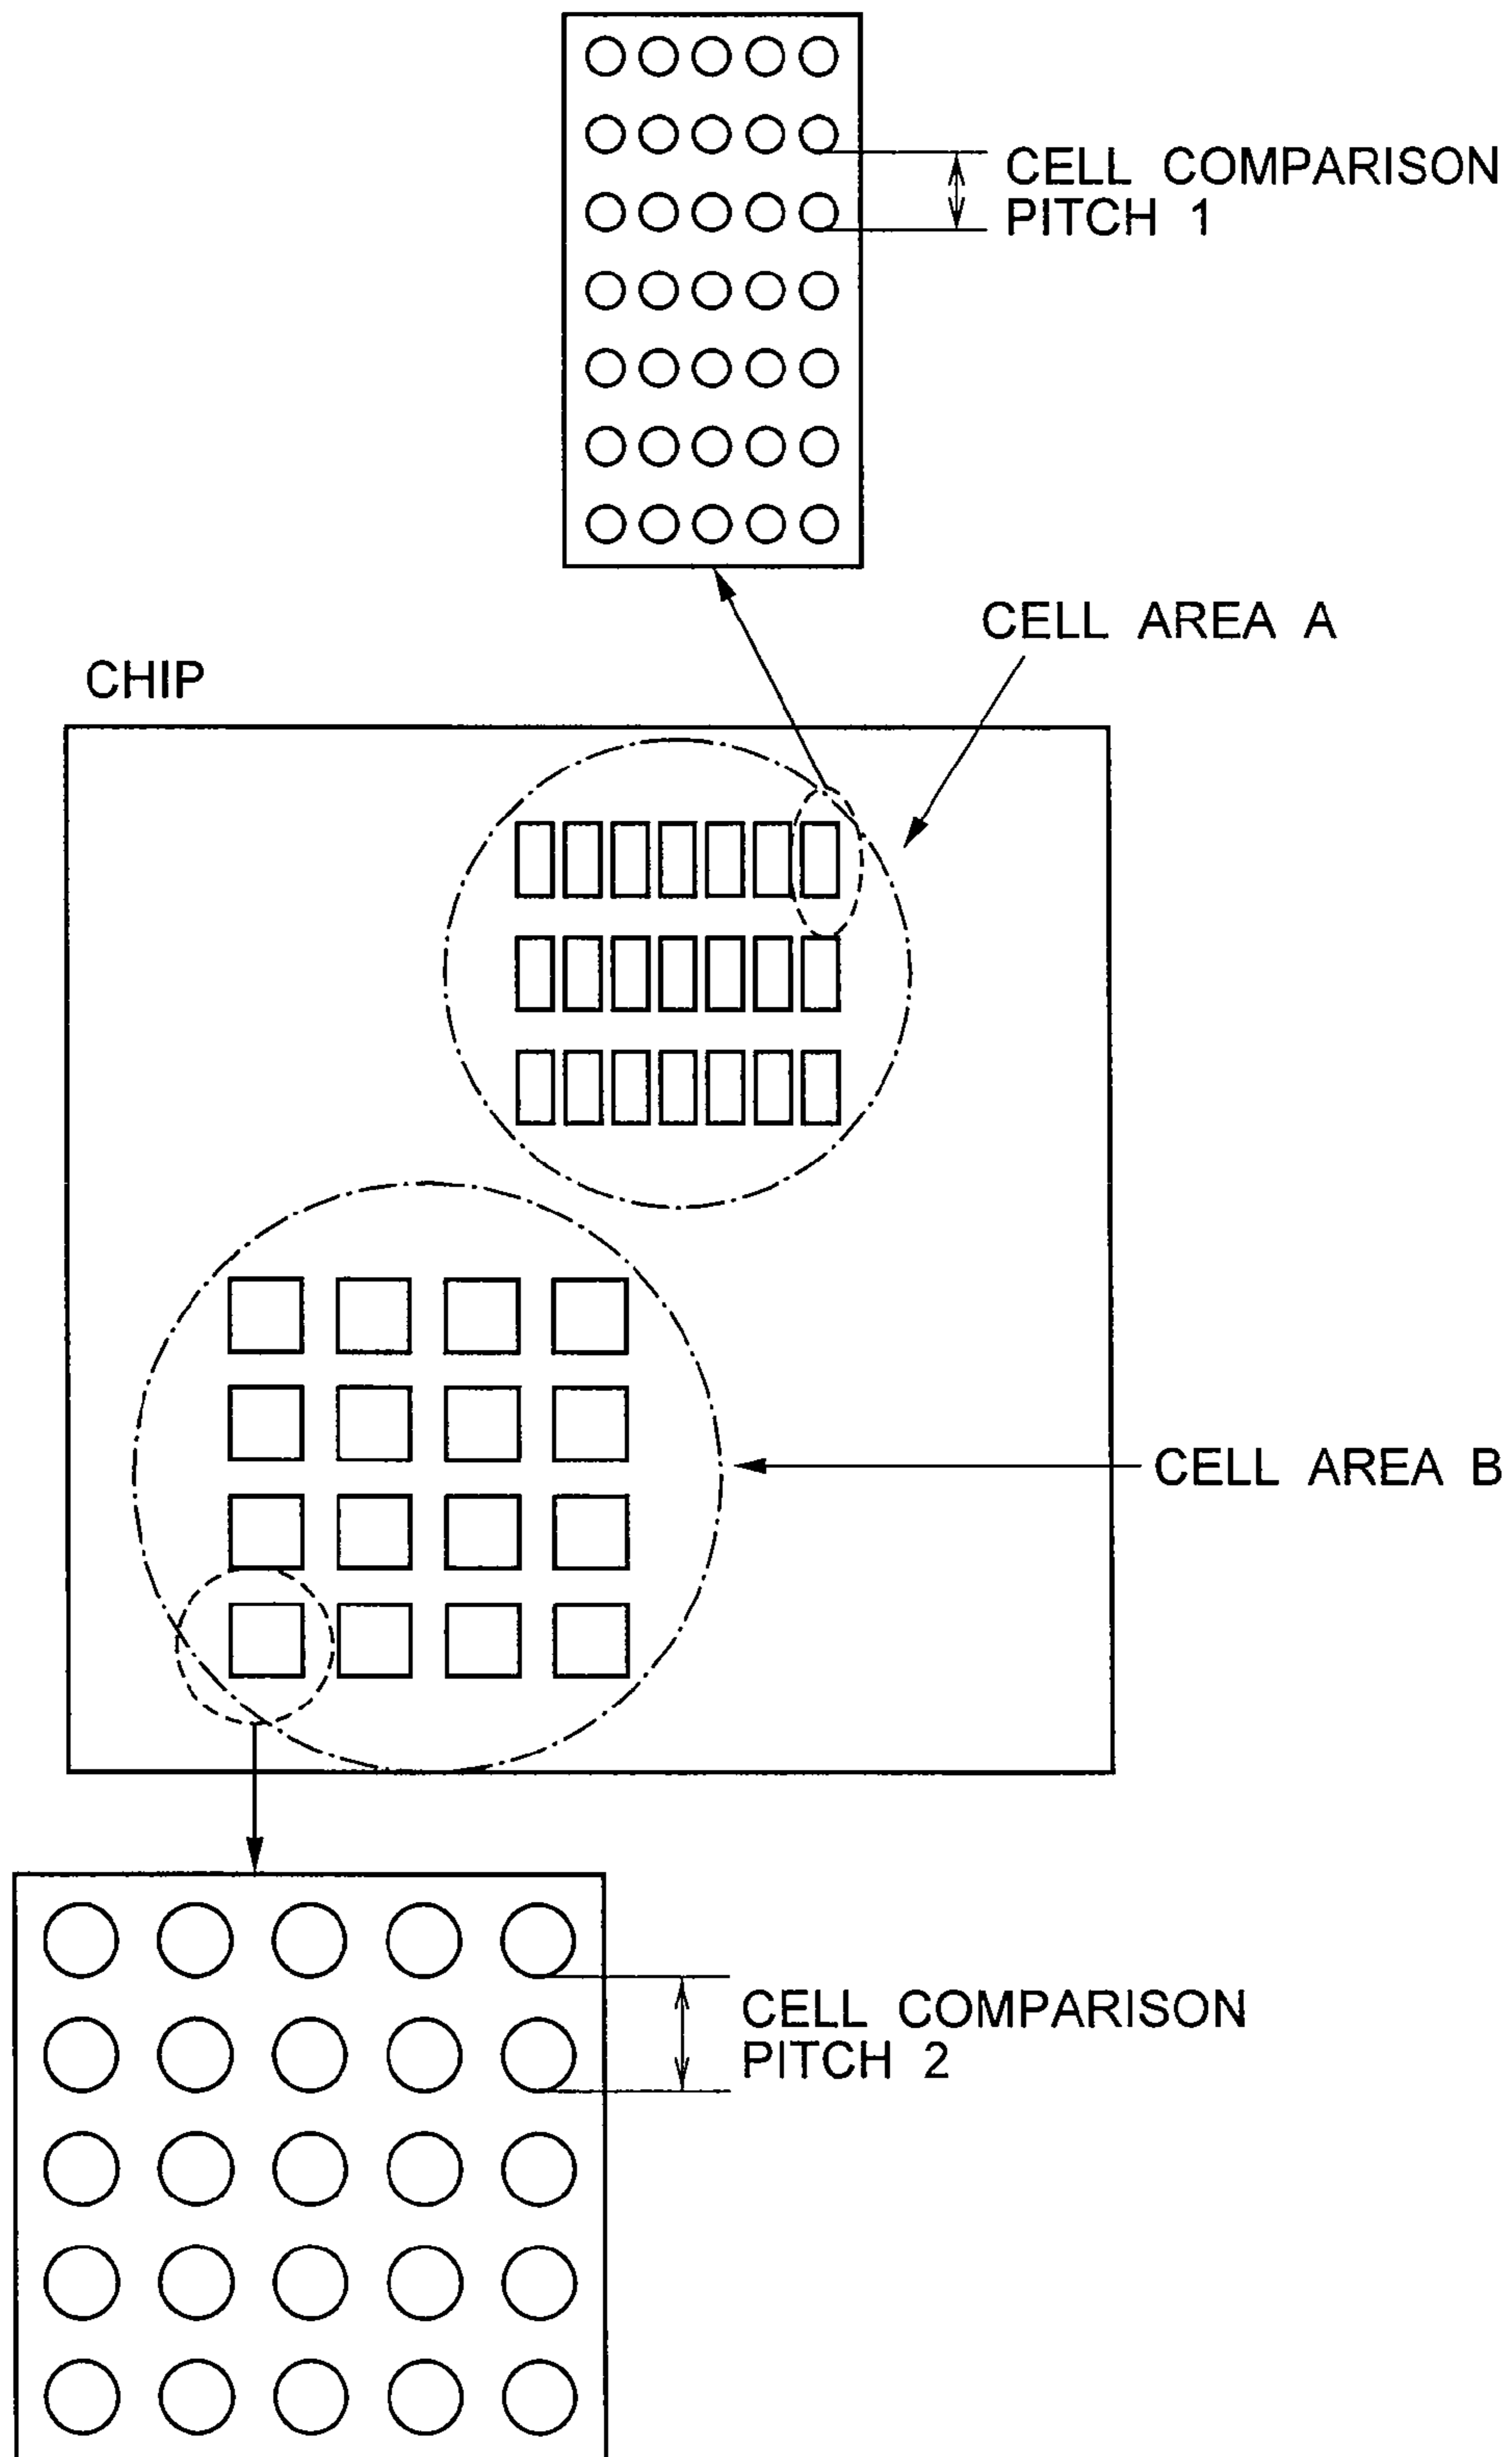 CELL COMPARISON
PITCH 1
CELL AREA A
CHIP
CELL AREA B
CELL COMPARISON
PITCH 2